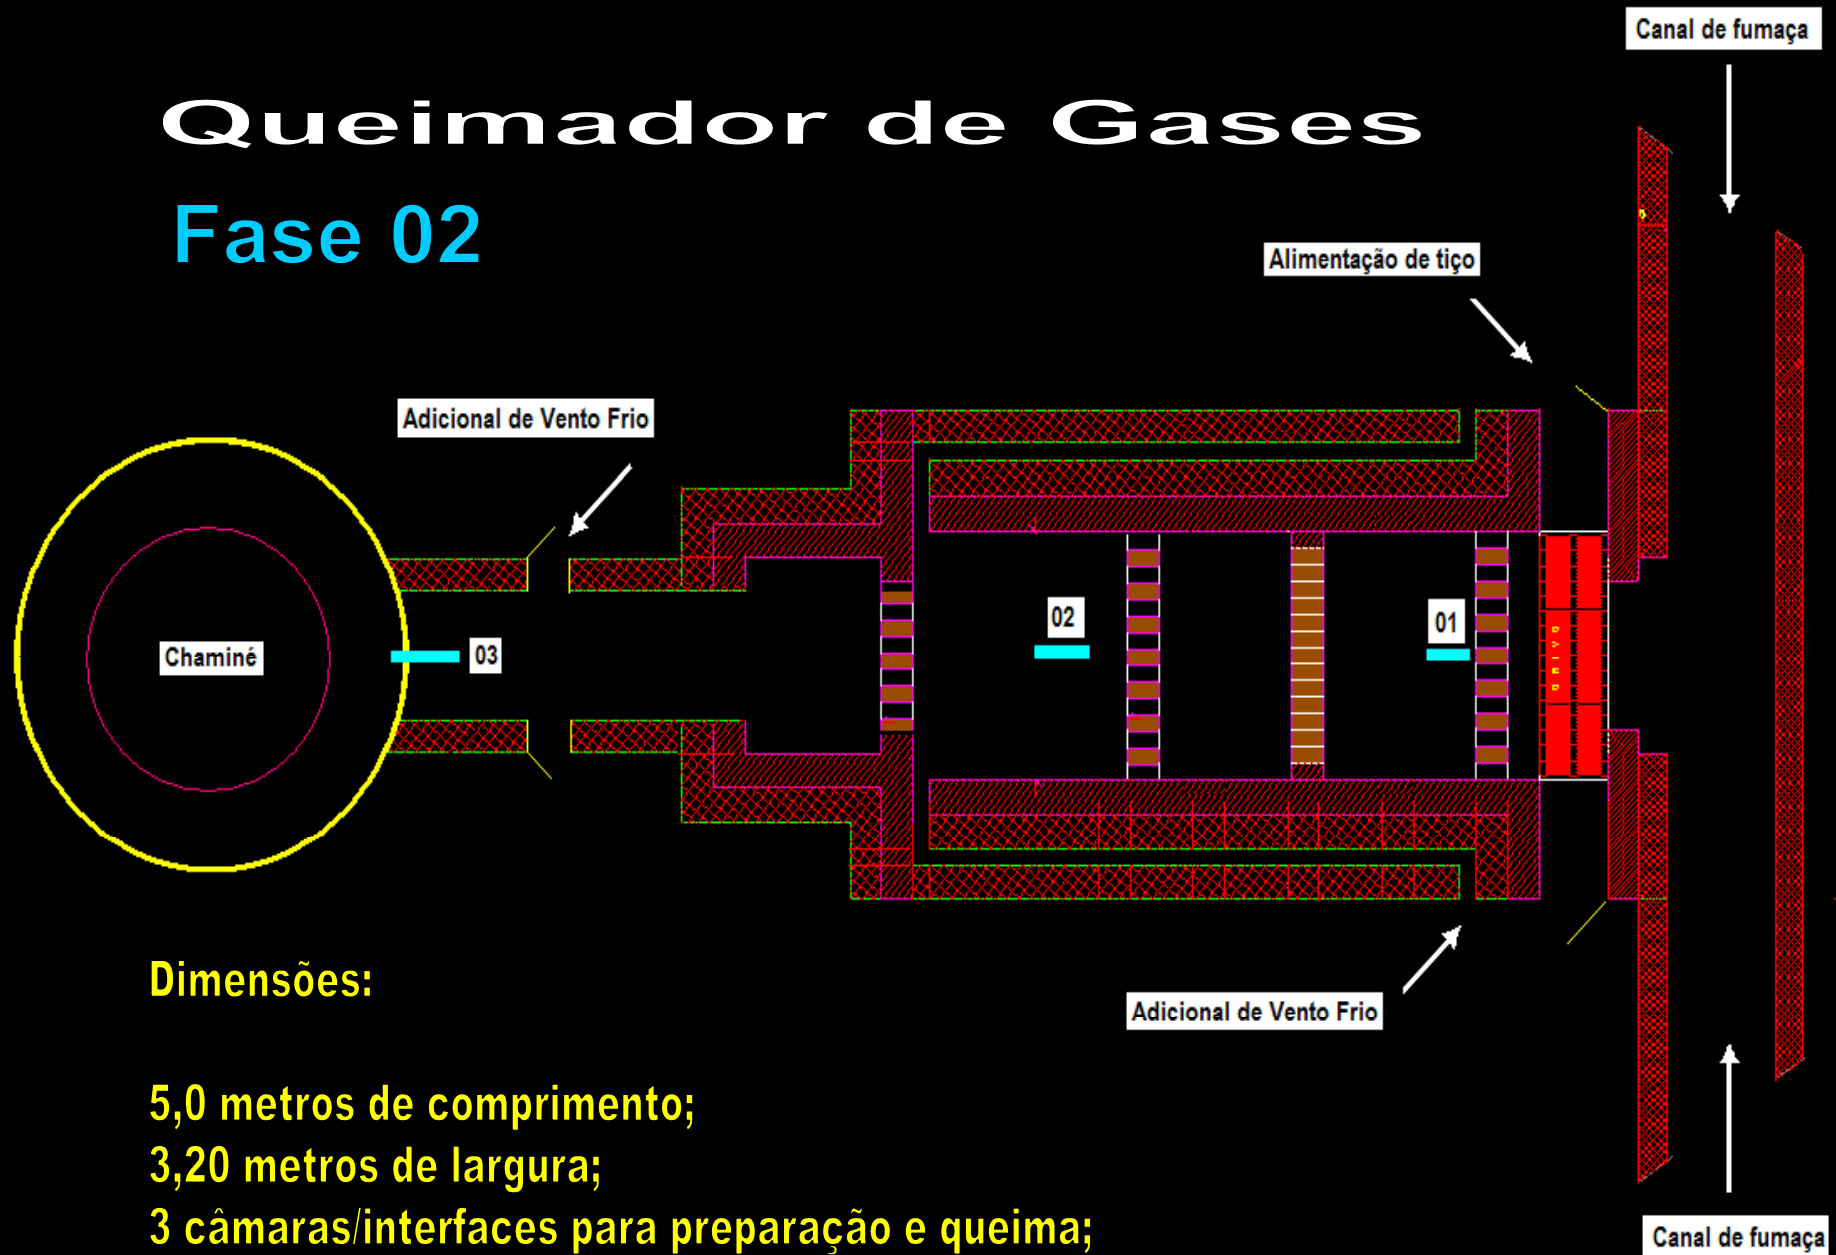 Canal de fumaça
Queimador de Gases
Fase 02
Alimentação de tiço
Adicional de Vento Frio
02
01
Chaminé
03
Adicional de Vento Frio
Dimensões:
5,0 metros de comprimento;
3,20 metros de largura;
3 câmaras/interfaces para preparação e queima;
Canal de fumaça